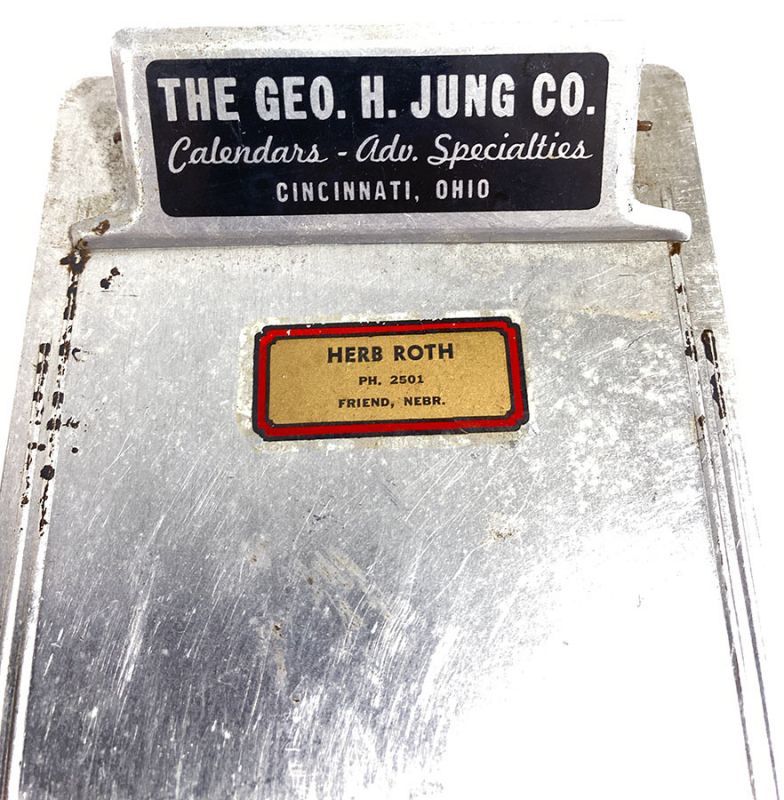 THE GEO. H. JUNG CO.
Calendars - Adv. Specialties
CINCINNATI, OHIO
HERB ROTH
PH. 2501
FRIEND, NEBR.